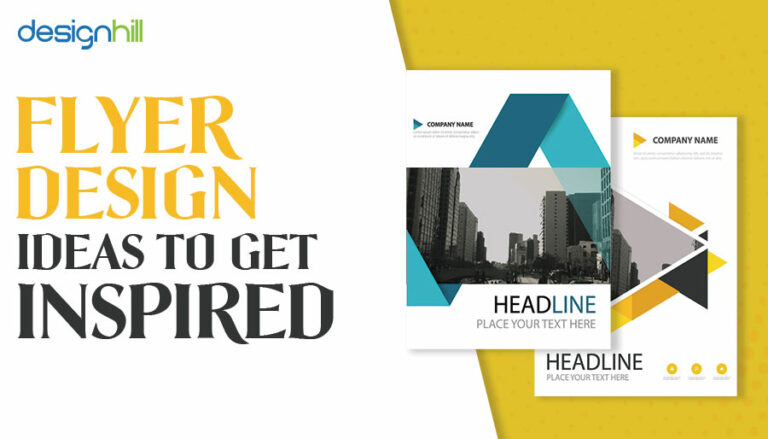 designhill
FLYER
DESIGN
IDEAS TO GET
INSPIRED
COMPANY NAME
HEADLINE
PLACE YOUR TEXT HERE
COMPANY NAME
HEADLINE
PLACE YOUR TEXT HERE